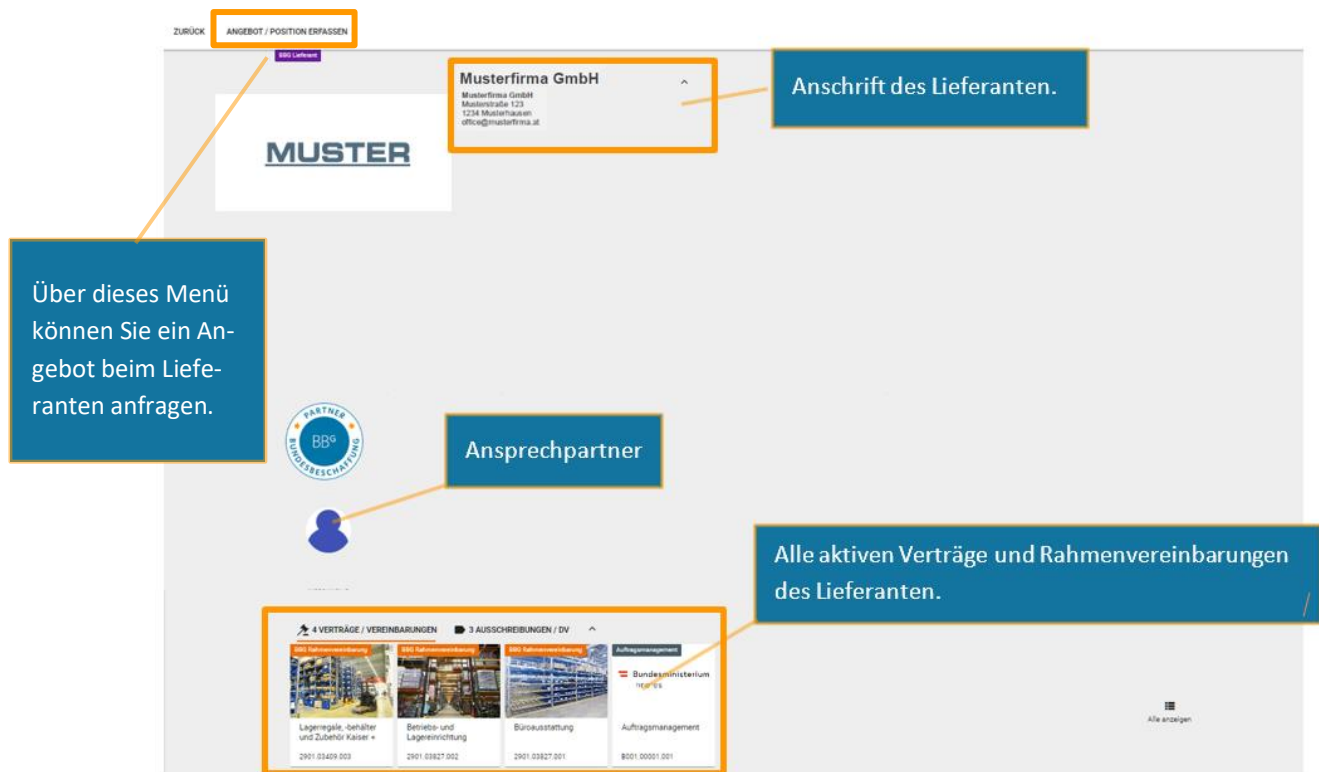 ZURÜCK ANGEBOT / POSITION ERFASSEN
BBG Lieferant
Musterfirma GmbH
Musterfirma GmbH
Musterstraße 123
1234 Musterhausen
office@musterfirma.at
Anschrift des Lieferanten.
MUSTER
Über dieses Menü
können Sie ein An-
gebot beim Liefe-
ranten anfragen.
PARTNER
BBG
BUNDESBESCHAFFUNG
Ansprechpartner
Alle aktiven Verträge und Rahmenvereinbarungen
des Lieferanten.
4 VERTRÄGE / VEREINBARUNGEN 3 AUSSCHREIBUNGEN / DV
BBG Rahmenvereinbarung
BBG Rahmenvereinbarung
BBG Rahmenvereinbarung
Auftragsmanagement
Bundesministerium
Lagerregale, -behälter
und Zubehör Kaiser +
2901.03409.003
Betriebs- und
Lagereinrichtung
2901.03827.002
Büroausstattung
2901.03827.001
Auftragsmanagement
B001.00001.001
Alle anzeigen